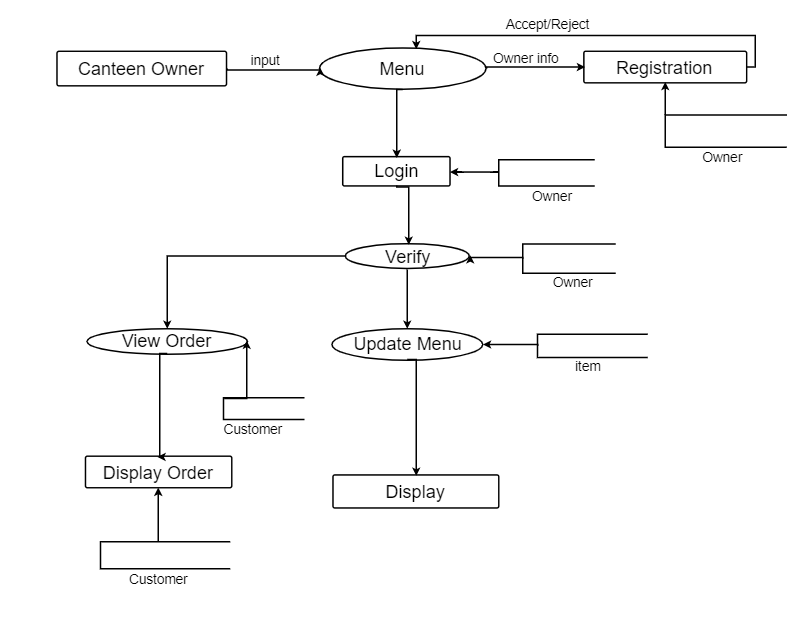 Accept/Reject
Canteen Owner
input
Menu
Owner info
Registration
Owner
Login
Owner
Verify
Owner
View Order
Update Menu
item
Customer
Display Order
Display
Customer